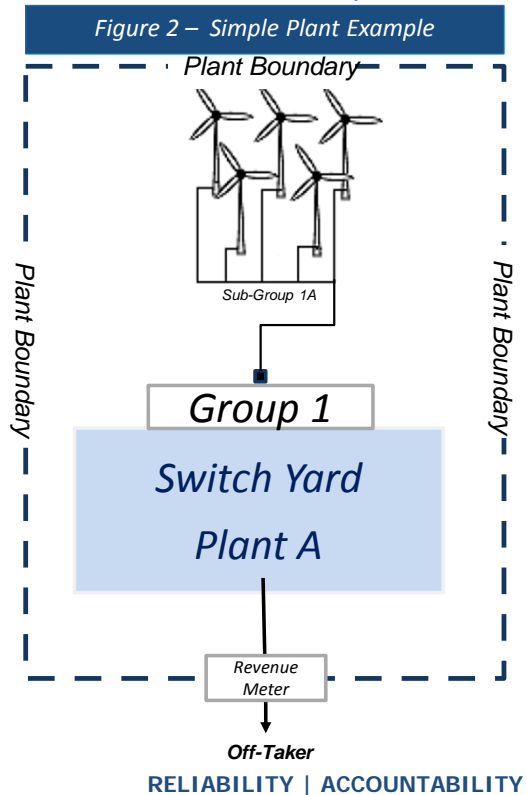 Figure 2 – Simple Plant Example
Plant Boundary
Plant Boundary
Plant Boundary
Sub-Group 1A
Group 1
Switch Yard
Plant A
Revenue
Meter
Off-Taker
RELIABILITY | ACCOUNTABILITY